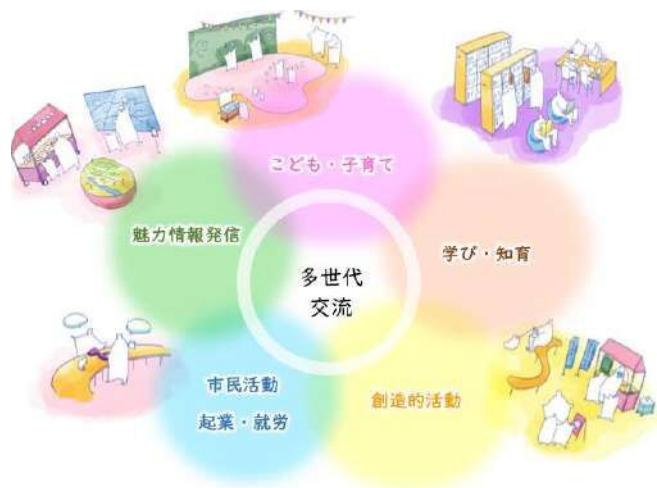 こども・子育て
魅力情報発信
学び・知育
多世代
交流
市民活動
起業・就労
創造的活動